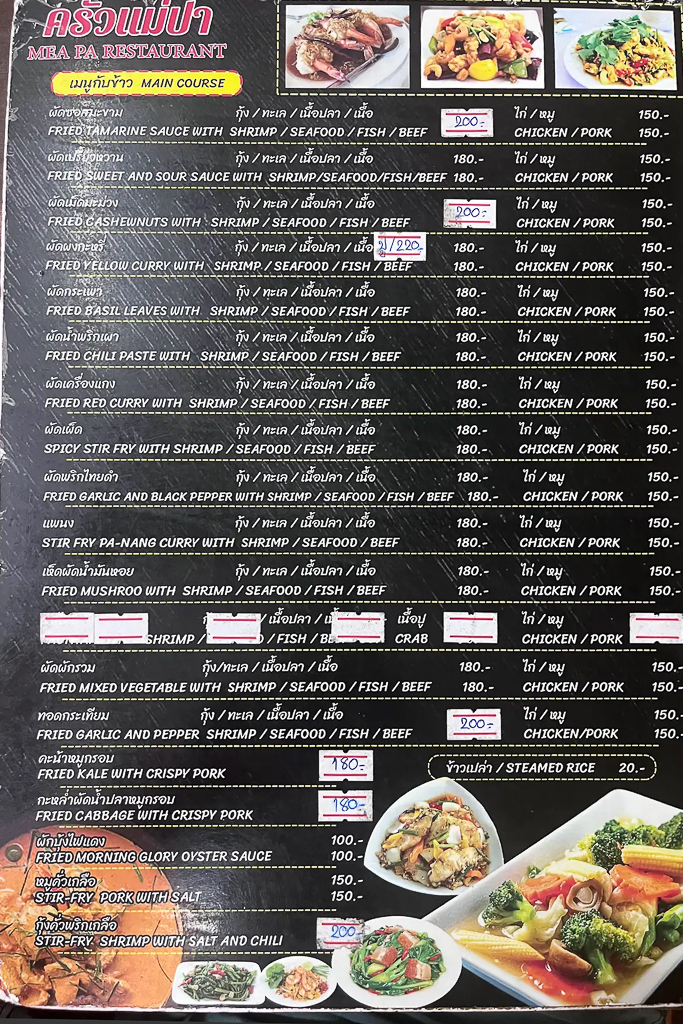 ครัวแม่ปา
MEA PA RESTAURANT
เมนูกับข้าว MAIN COURSE
ผัดซอสมะขาม กุ้ง / ทะเล / เนื้อปลา / เนื้อ 200.- ไก่ / หมู 150.-
FRIED TAMARINE SAUCE WITH SHRIMP / SEAFOOD / FISH / BEEF CHICKEN / PORK 150.-
ผัดเปรี้ยวหวาน กุ้ง / ทะเล / เนื้อปลา / เนื้อ 180.- ไก่ / หมู 150.-
FRIED SWEET AND SOUR SAUCE WITH SHRIMP/SEAFOOD/FISH/BEEF 180.- CHICKEN / PORK 150.-
ผัดเม็ดมะม่วง กุ้ง / ทะเล / เนื้อปลา / เนื้อ 200.- ไก่ / หมู 150.-
FRIED CASHEWNUTS WITH SHRIMP / SEAFOOD / FISH / BEEF CHICKEN / PORK 150.-
ผัดผงกะหรี่ กุ้ง / ทะเล / เนื้อปลา / เนื้อ ปู/220.- 180.- ไก่ / หมู 150.-
FRIED YELLOW CURRY WITH SHRIMP / SEAFOOD / FISH / BEEF 180.- CHICKEN / PORK 150.-
ผัดกระเพา กุ้ง / ทะเล / เนื้อปลา / เนื้อ 180.- ไก่ / หมู 150.-
FRIED BASIL LEAVES WITH SHRIMP / SEAFOOD / FISH / BEEF 180.- CHICKEN / PORK 150.-
ผัดน้ำพริกเผา กุ้ง / ทะเล / เนื้อปลา / เนื้อ 180.- ไก่ / หมู 150.-
FRIED CHILI PASTE WITH SHRIMP / SEAFOOD / FISH / BEEF 180.- CHICKEN / PORK 150.-
ผัดเครื่องแกง กุ้ง / ทะเล / เนื้อปลา / เนื้อ 180.- ไก่ / หมู 150.-
FRIED RED CURRY WITH SHRIMP / SEAFOOD / FISH / BEEF 180.- CHICKEN / PORK 150.-
ผัดเผ็ด กุ้ง / ทะเล / เนื้อปลา / เนื้อ 180.- ไก่ / หมู 150.-
SPICY STIR FRY WITH SHRIMP / SEAFOOD / FISH / BEEF 180.- CHICKEN / PORK 150.-
ผัดพริกไทยดำ กุ้ง / ทะเล / เนื้อปลา / เนื้อ 180.- ไก่ / หมู 150.-
FRIED GARLIC AND BLACK PEPPER WITH SHRIMP / SEAFOOD / FISH / BEEF 180.- CHICKEN / PORK 150.-
แพนง กุ้ง / ทะเล / เนื้อปลา / เนื้อ 180.- ไก่ / หมู 150.-
STIR FRY PA-NANG CURRY WITH SHRIMP / SEAFOOD / BEEF 180.- CHICKEN / PORK 150.-
เห็ดผัดน้ำมันหอย กุ้ง / ทะเล / เนื้อปลา / เนื้อ 180.- ไก่ / หมู 150.-
FRIED MUSHROO WITH SHRIMP / SEAFOOD / FISH / BEEF 180.- CHICKEN / PORK 150.-
/ เนื้อปลา / เนื้อปู ไก่ / หมู
SHRIMP / / FISH / CRAB CHICKEN / PORK
ผัดผักรวม กุ้ง/ทะเล / เนื้อปลา / เนื้อ 180.- ไก่ / หมู 150.-
FRIED MIXED VEGETABLE WITH SHRIMP / SEAFOOD / FISH / BEEF 180.- CHICKEN / PORK 150.-
ทอดกระเทียม กุ้ง / ทะเล / เนื้อปลา / เนื้อ 200.- ไก่ / หมู 150.-
FRIED GARLIC AND PEPPER SHRIMP / SEAFOOD / FISH / BEEF CHICKEN/PORK 150.-
คะน้าหมูกรอบ 180.-
FRIED KALE WITH CRISPY PORK
ข้าวเปล่า / STEAMED RICE 20.-
กะหล่ำผัดน้ำปลาหมูกรอบ 180.-
FRIED CABBAGE WITH CRISPY PORK
ผักบุ้งไฟแดง 100.-
FRIED MORNING GLORY OYSTER SAUCE 100.-
หมูคั่วเกลือ 150.-
STIR-FRY PORK WITH SALT 150.-
กุ้งคั่วพริกเกลือ 200.-
STIR-FRY SHRIMP WITH SALT AND CHILI